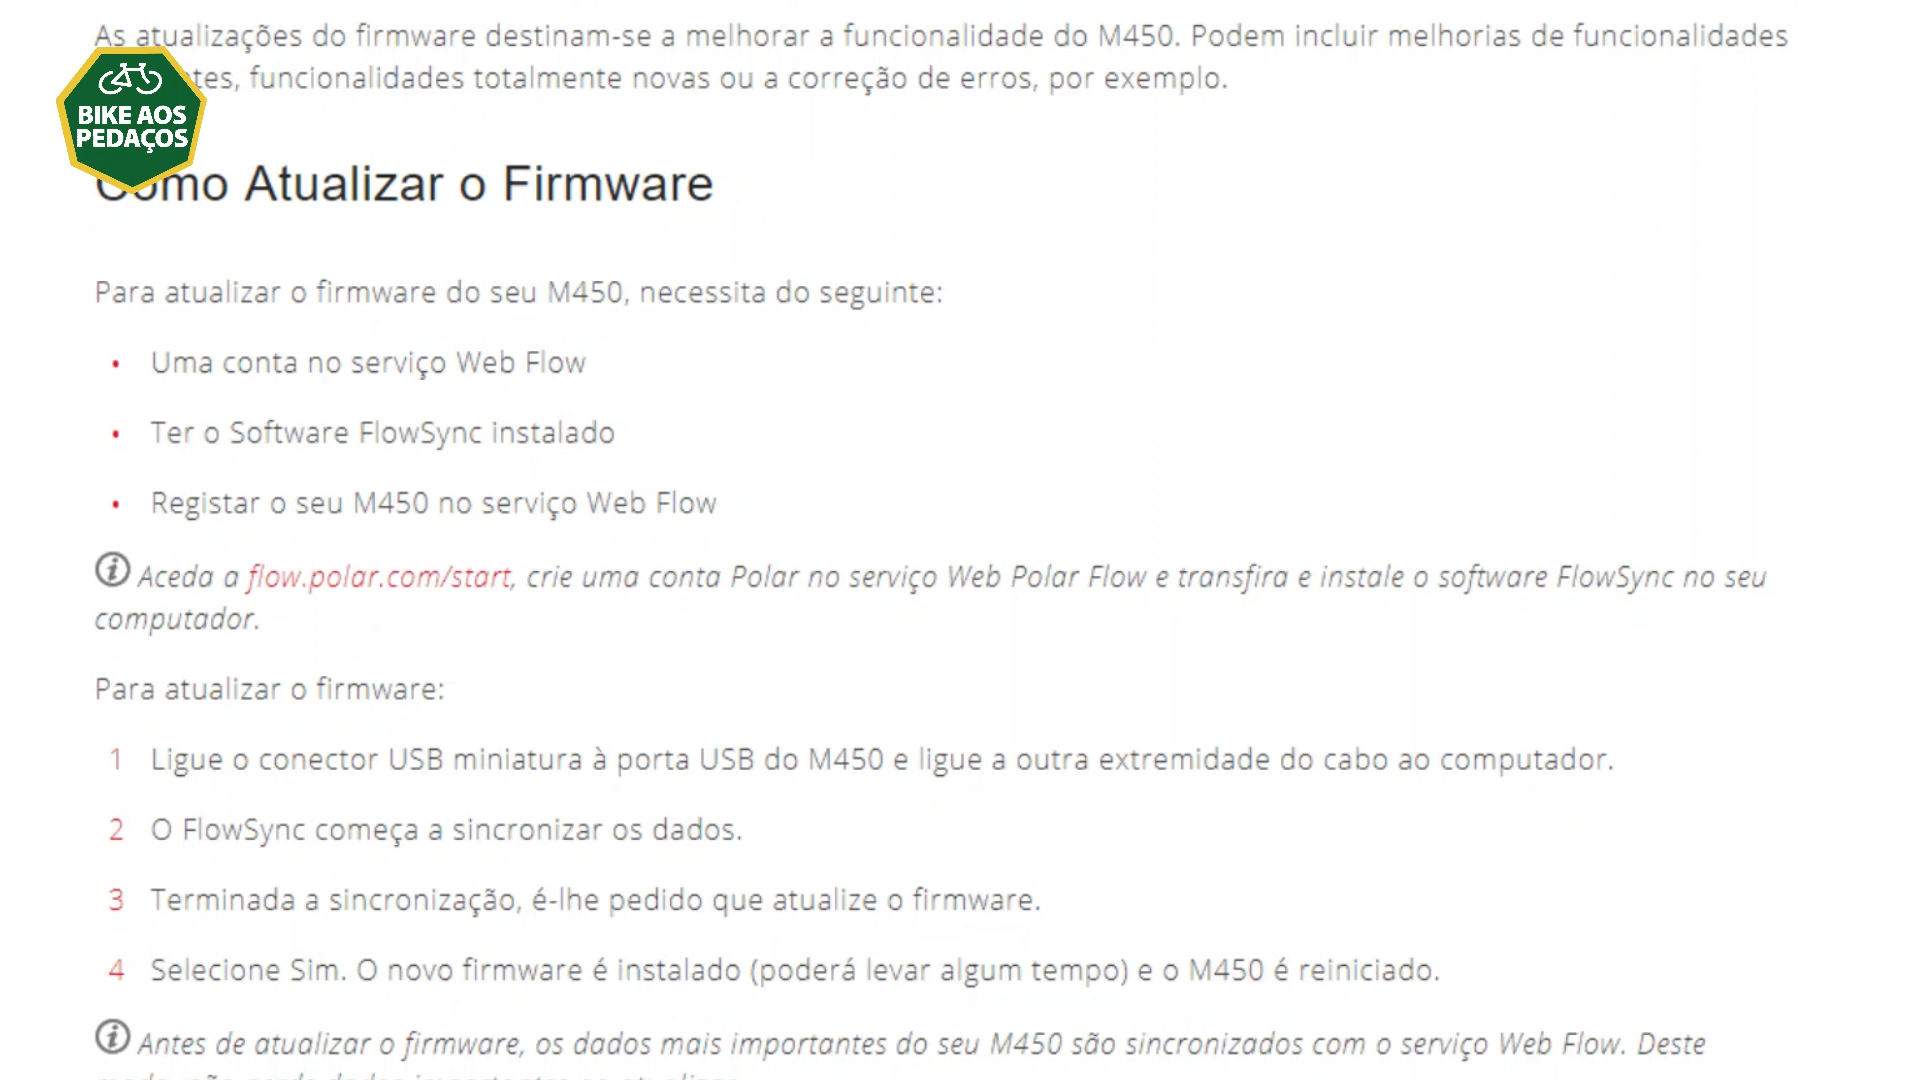 As atualizações do firmware destinam-se a melhorar a funcionalidade do M450. Podem incluir melhorias de funcionalidades
funcionalidades totalmente novas ou a correção de erros, por exemplo.
BIKE AOS
PEDAÇOS
Como Atualizar o Firmware
Para atualizar o firmware do seu M450, necessita do seguinte:
• Uma conta no serviço Web Flow
• Ter o Software FlowSync instalado
• Registar o seu M450 no serviço Web Flow
i Aceda a flow.polar.com/start, crie uma conta Polar no serviço Web Polar Flow e transfira e instale o software FlowSync no seu
computador.
Para atualizar o firmware:
1 Ligue o conector USB miniatura à porta USB do M450 e ligue a outra extremidade do cabo ao computador.
2 O FlowSync começa a sincronizar os dados.
3 Terminada a sincronização, é-lhe pedido que atualize o firmware.
4 Selecione Sim. O novo firmware é instalado (poderá levar algum tempo) e o M450 é reiniciado.
i Antes de atualizar o firmware, os dados mais importantes do seu M450 são sincronizados com o serviço Web Flow. Deste